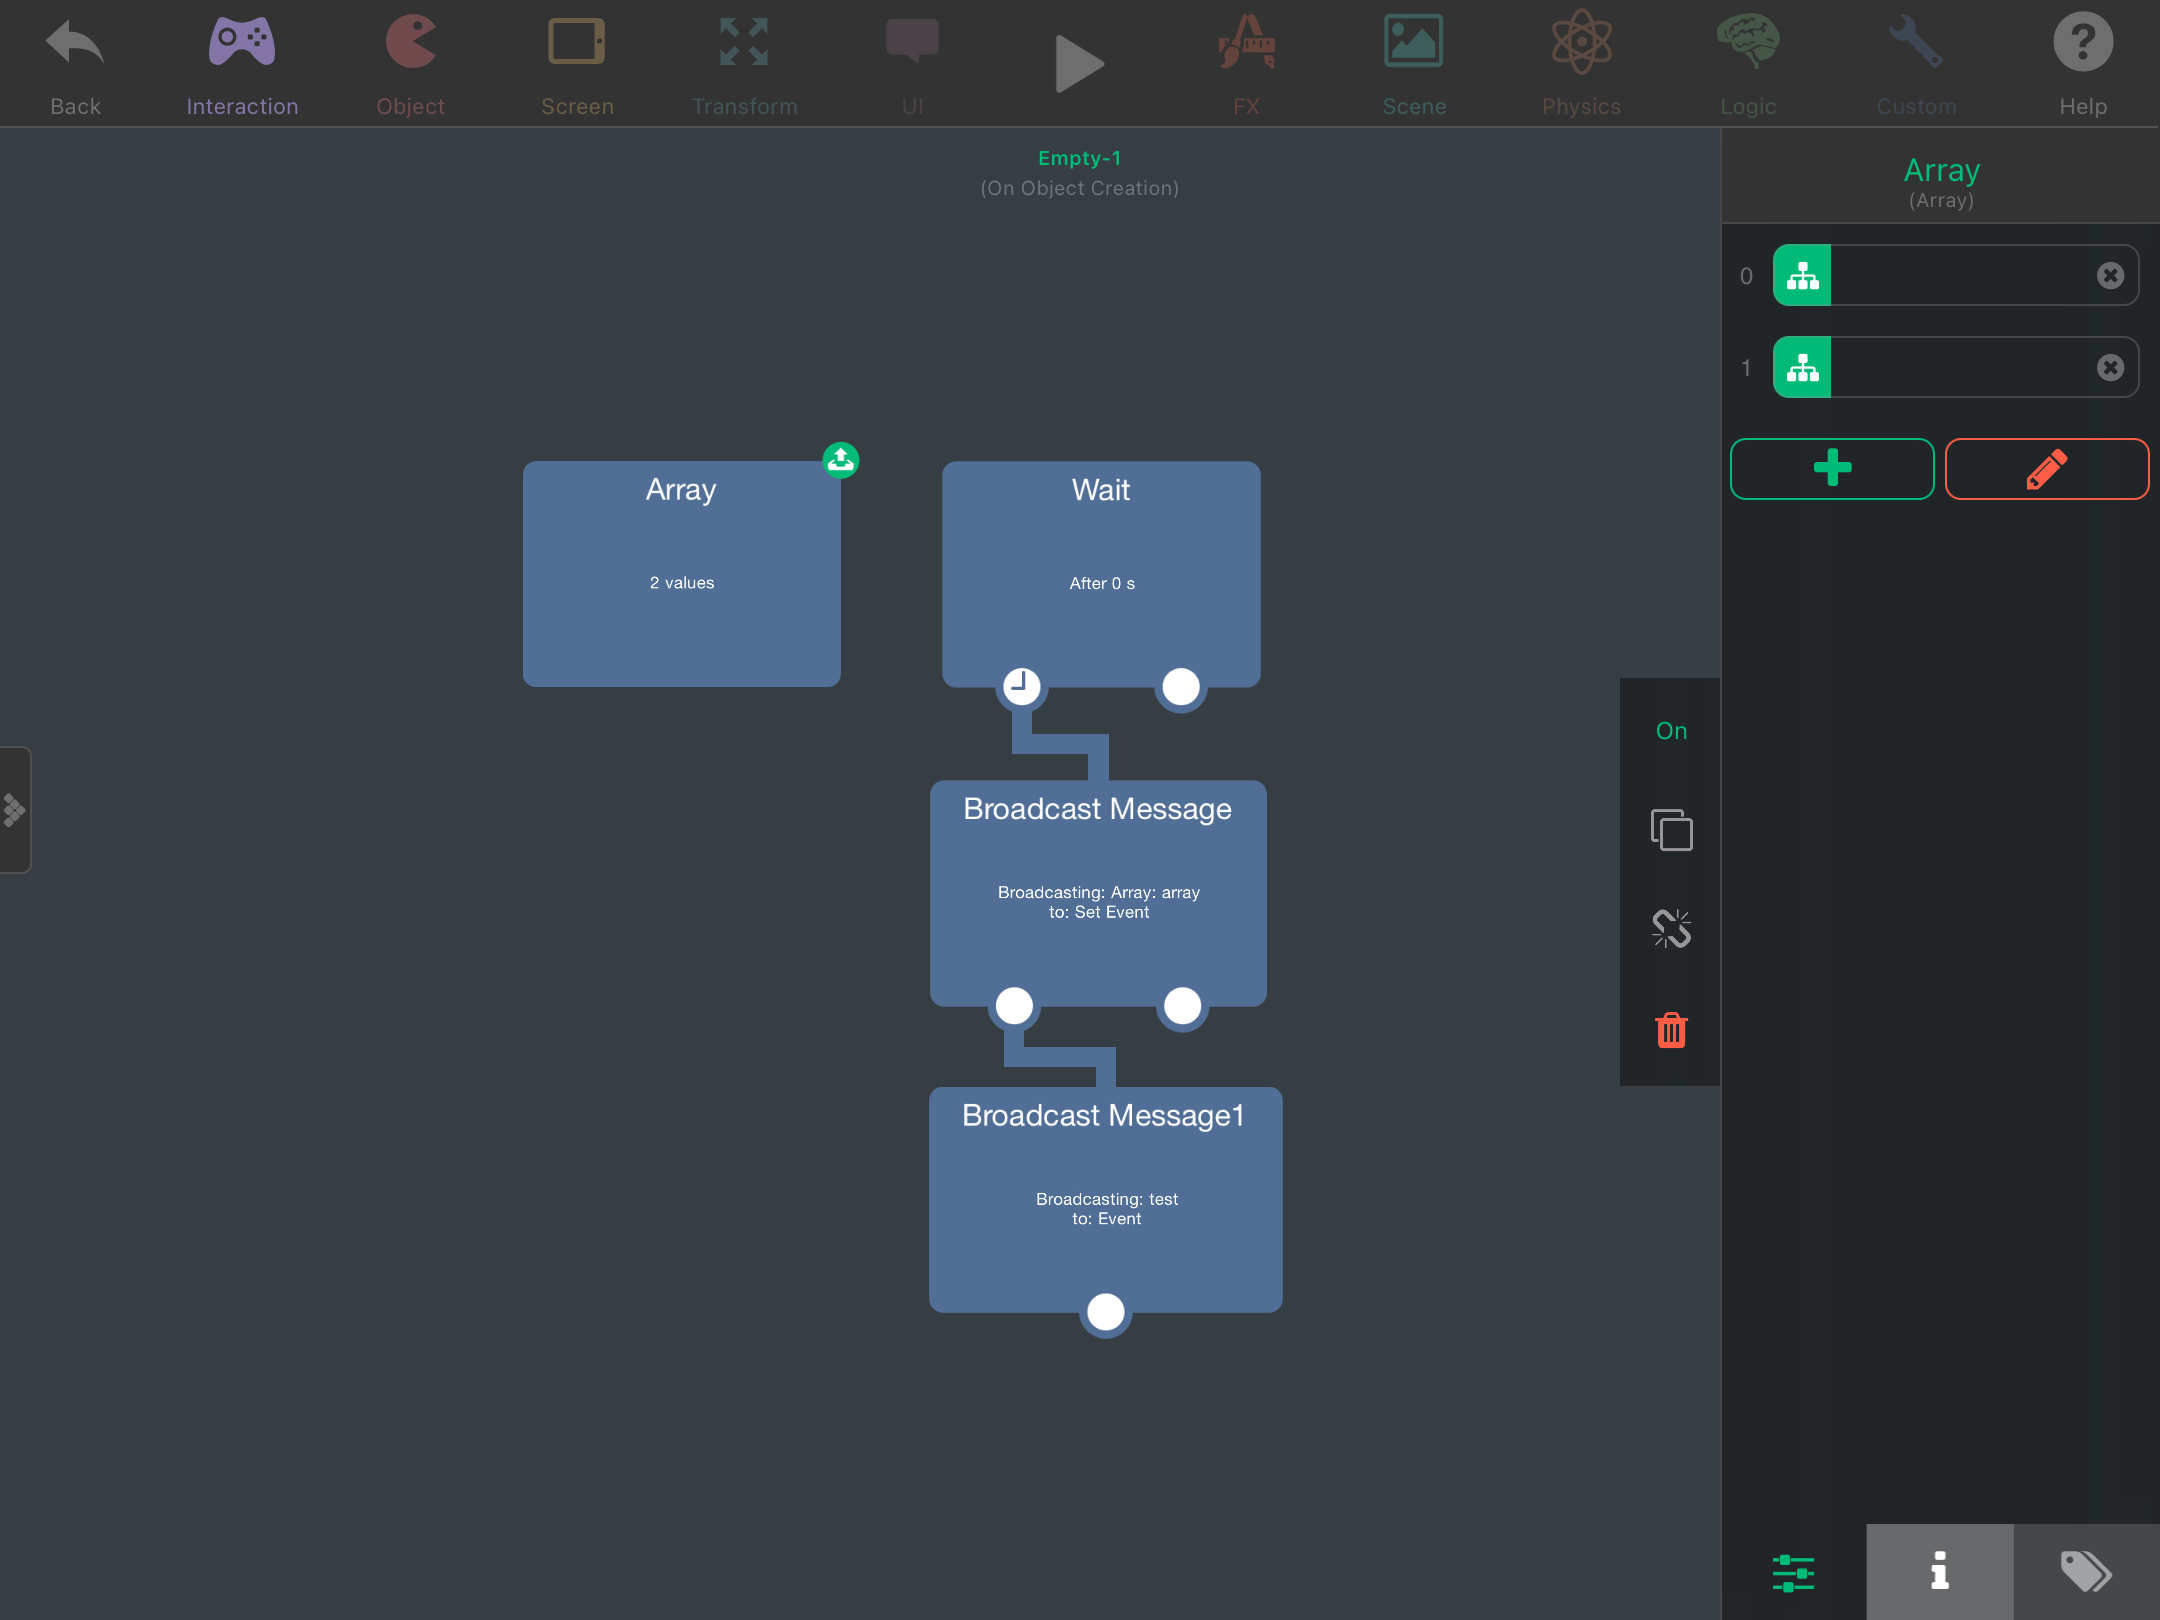 Back
Interaction
Object
Screen
Transform
UI
FX
Scene
Physics
Logic
Custom
Help
Empty-1
(On Object Creation)
Array
(Array)
0
1
Array
2 values
Wait
After 0 s
Broadcast Message
Broadcasting: Array: array
to: Set Event
Broadcast Message1
Broadcasting: test
to: Event
On